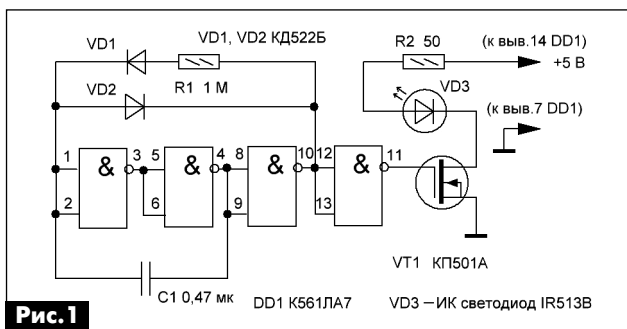 VD1
VD1, VD2 КД522Б
R2 50
(к выв.14 DD1)
+5 В
R1 1 М
VD2
VD3
(к выв.7 DD1)
1
&
3
5
&
4
8
&
10
12
&
11
2
6
9
13
C1 0,47 мк
DD1 К561ЛА7
VT1 КП501А
VD3 – ИК светодиод IR513B
Рис.1